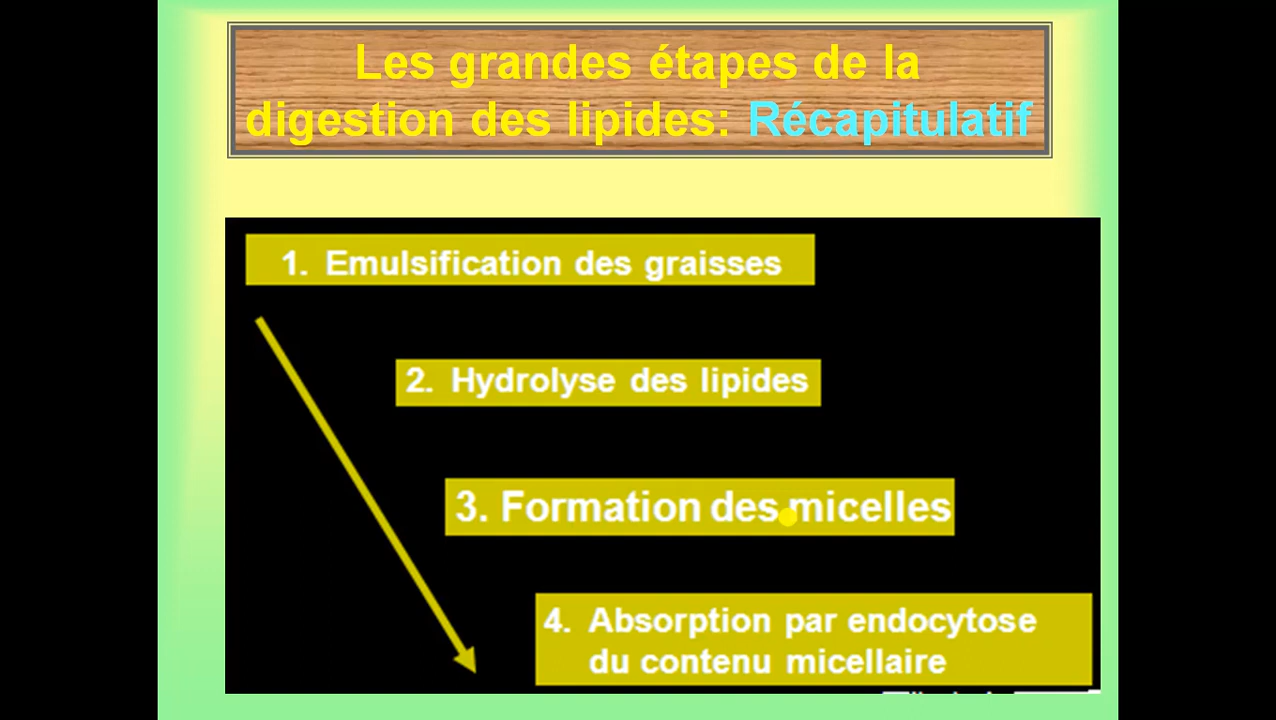 Les grandes étapes de la
digestion des lipides: Récapitulatif
1. Emulsification des graisses
2. Hydrolyse des lipides
3. Formation des micelles
4. Absorption par endocytose
du contenu micellaire